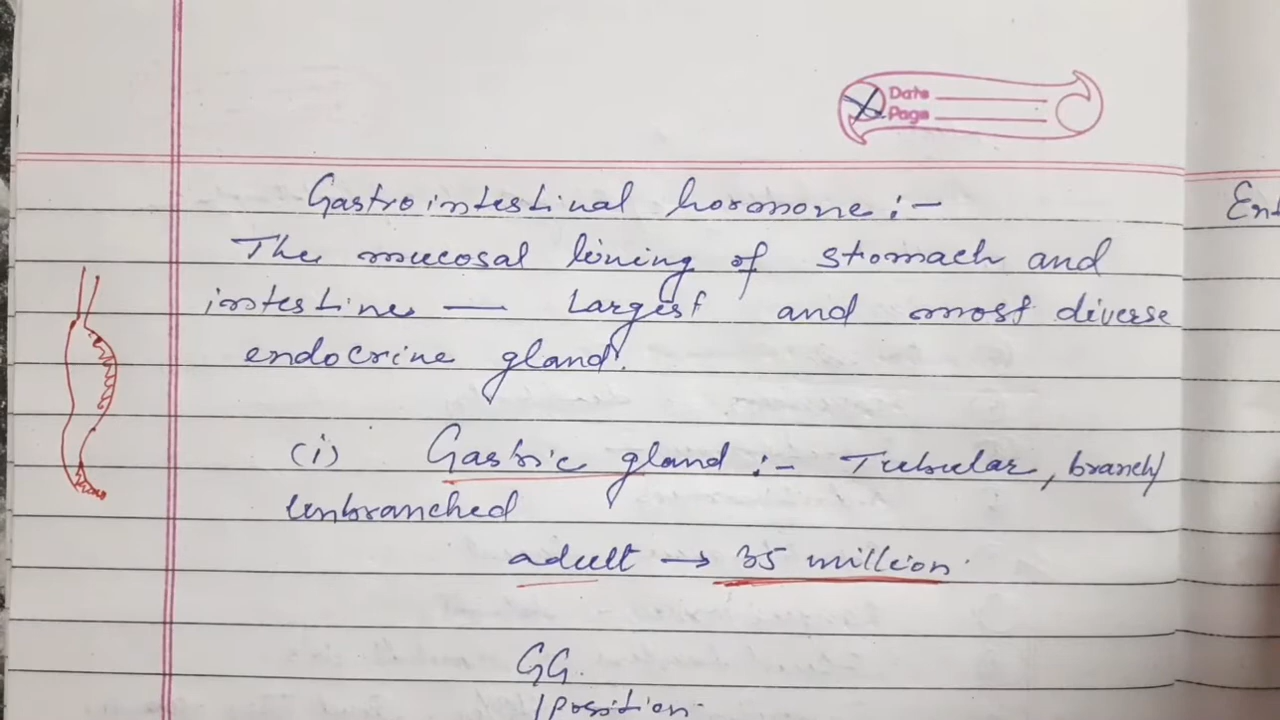 Date
Page
Gastrointestinal hormone :-
The mucosal lining of stomach and
intestine — Largest and most diverse
endocrine gland.
(i) Gastric gland :- Tubular, branch/
Unbranched
adult → 35 million.
GG.
position
Ent